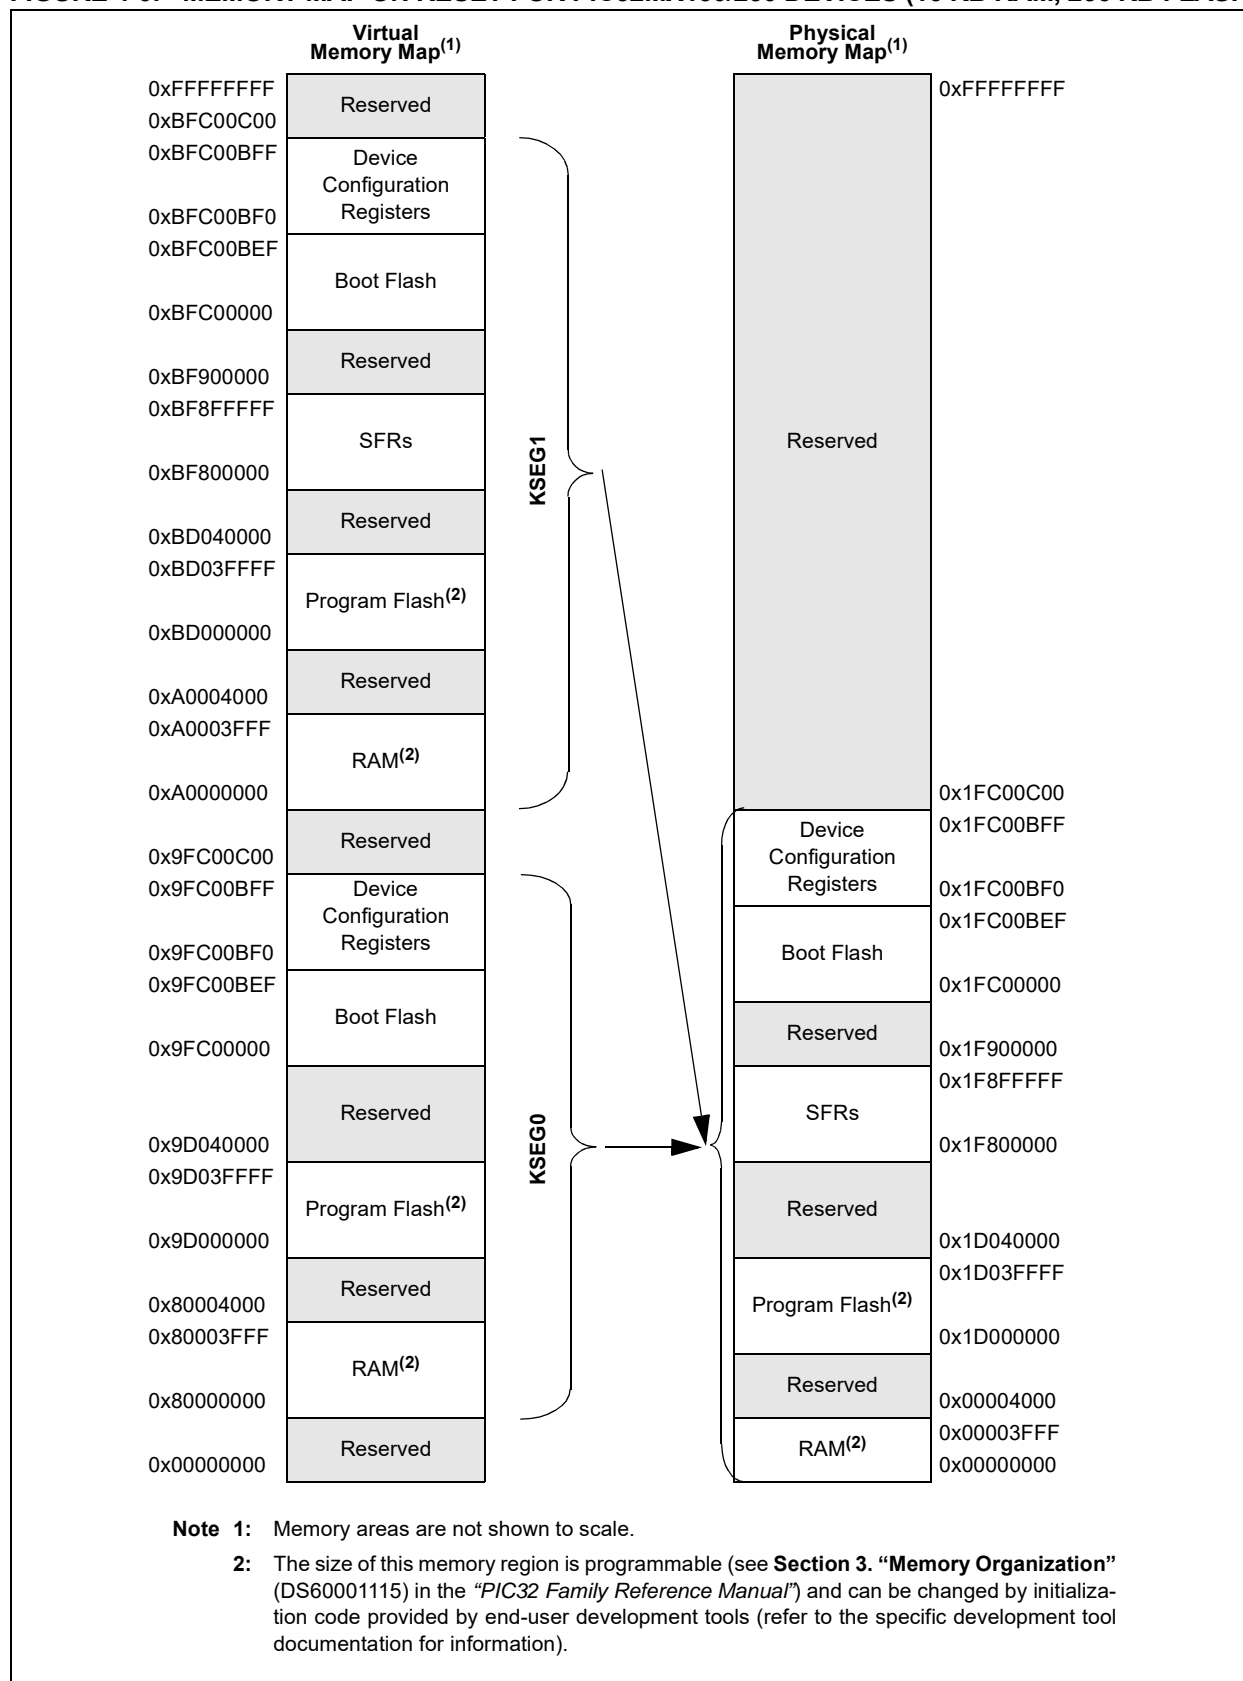 Virtual
Memory Map(1)
0xFFFFFFFF
Reserved
0xBFC00C00
0xBFC00BFF
Device
Configuration
Registers
0xBFC00BF0
0xBFC00BEF
Boot Flash
0xBFC00000
Reserved
0xBF900000
0xBF8FFFFF
SFRs
0xBF800000
Reserved
0xBD040000
0xBD03FFFF
Program Flash(2)
0xBD000000
Reserved
0xA0004000
0xA0003FFF
RAM(2)
0xA0000000
Reserved
0x9FC00C00
0x9FC00BFF
Device
Configuration
Registers
0x9FC00BF0
0x9FC00BEF
Boot Flash
0x9FC00000
Reserved
0x9D040000
0x9D03FFFF
Program Flash(2)
0x9D000000
Reserved
0x80004000
0x80003FFF
RAM(2)
0x80000000
Reserved
0x00000000
KSEG1
KSEG0
Physical
Memory Map(1)
0xFFFFFFFF
Reserved
0x1FC00C00
0x1FC00BFF
Device
Configuration
Registers
0x1FC00BF0
0x1FC00BEF
Boot Flash
0x1FC00000
Reserved
0x1F900000
0x1F8FFFFF
SFRs
0x1F800000
Reserved
0x1D040000
0x1D03FFFF
Program Flash(2)
0x1D000000
Reserved
0x00004000
0x00003FFF
RAM(2)
0x00000000
Note 1: Memory areas are not shown to scale.
2: The size of this memory region is programmable (see Section 3. “Memory Organization”
(DS60001115) in the “PIC32 Family Reference Manual”) and can be changed by initializa-
tion code provided by end-user development tools (refer to the specific development tool
documentation for information).